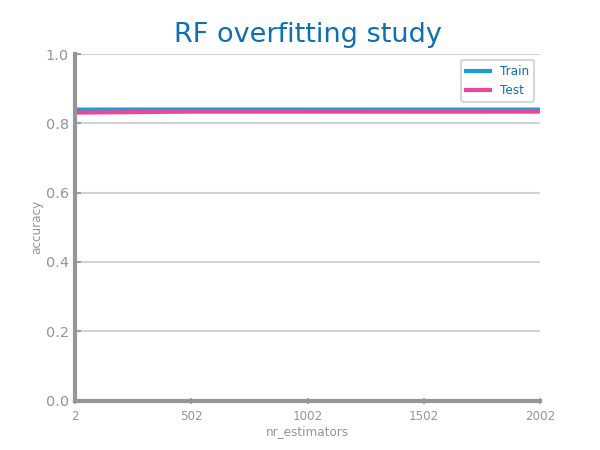 RF overfitting study
1.0
0.8
0.6
0.4
0.2
0.0
accuracy
Train
Test
2 502 1002 1502 2002
nr_estimators